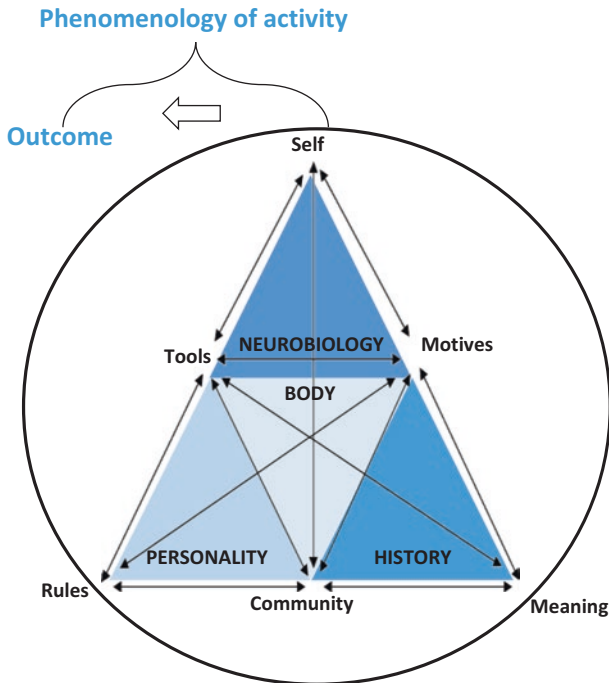 Phenomenology of activity
Outcome
Self
NEUROBIOLOGY
Tools
Motives
BODY
PERSONALITY
HISTORY
Rules
Community
Meaning